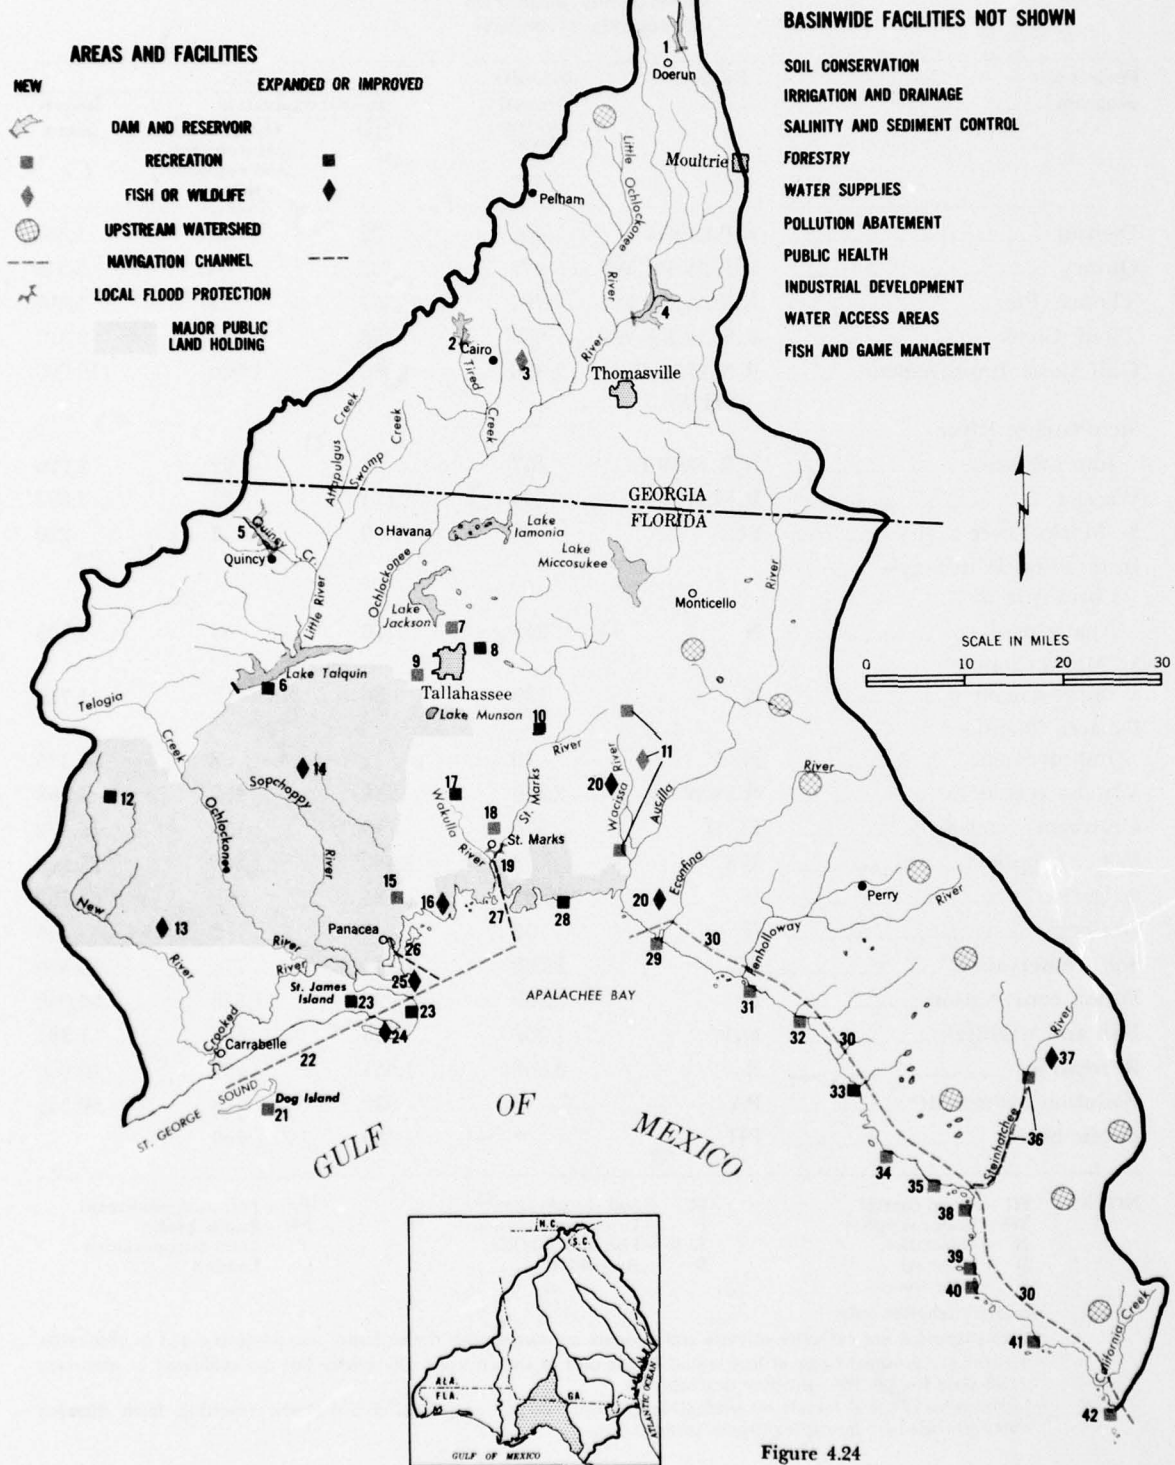 AREAS AND FACILITIES
NEW
EXPANDED OR IMPROVED
DAM AND RESERVOIR
RECREATION
FISH OR WILDLIFE
UPSTREAM WATERSHED
NAVIGATION CHANNEL
LOCAL FLOOD PROTECTION
MAJOR PUBLIC
LAND HOLDING
BASINWIDE FACILITIES NOT SHOWN
SOIL CONSERVATION
IRRIGATION AND DRAINAGE
SALINITY AND SEDIMENT CONTROL
FORESTRY
WATER SUPPLIES
POLLUTION ABATEMENT
PUBLIC HEALTH
INDUSTRIAL DEVELOPMENT
WATER ACCESS AREAS
FISH AND GAME MANAGEMENT
1
Doerun
Moultrie
Little Ochlockonee River
Pelham
4
2
Cairo
3
Tired Creek
River
Thomasville
Attapulgus Creek
Swamp Creek
GEORGIA
FLORIDA
N
5
Quincy Cr.
Quincy
Havana
Lake
Iamonia
Lake
Miccosukee
Little River
Ochlockonee
Lake
Jackson
River
Monticello
SCALE IN MILES
0 10 20 30
7
8
9
Tallahassee
Lake Talquin
6
Lake Munson
Telogia Creek
10
River
11
14
Sopchoppy River
12
Ochlockonee
17
Wakulla River
18
St. Marks
St. Marks
19
20
Wacissa River
Aucilla
River
Econfina
Perry
River
Fenholloway
New River
13
15
16
27
28
20
Panacea
26
River
River
29
30
25
St. James
Island
23
23
APALACHEE BAY
31
Crooked
Carrabelle
22
24
32
30
River
37
ST. GEORGE SOUND
Dog Island
21
33
36
Steinhatchee
GULF OF MEXICO
34
35
38
39
40
30
41
California Creek
42
N.C.
S.C.
ALA.
FLA.
GA.
ATLANTIC OCEAN
GULF OF MEXICO
Figure 4.24